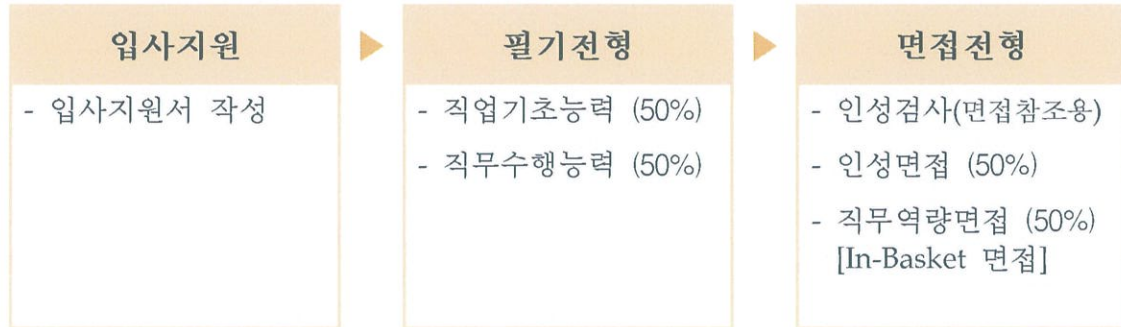 입사지원
- 입사지원서 작성
필기전형
- 직업기초능력 (50%)
- 직무수행능력 (50%)
면접전형
- 인성검사(면접참조용)
- 인성면접 (50%)
- 직무역량면접 (50%)
[In-Basket 면접]